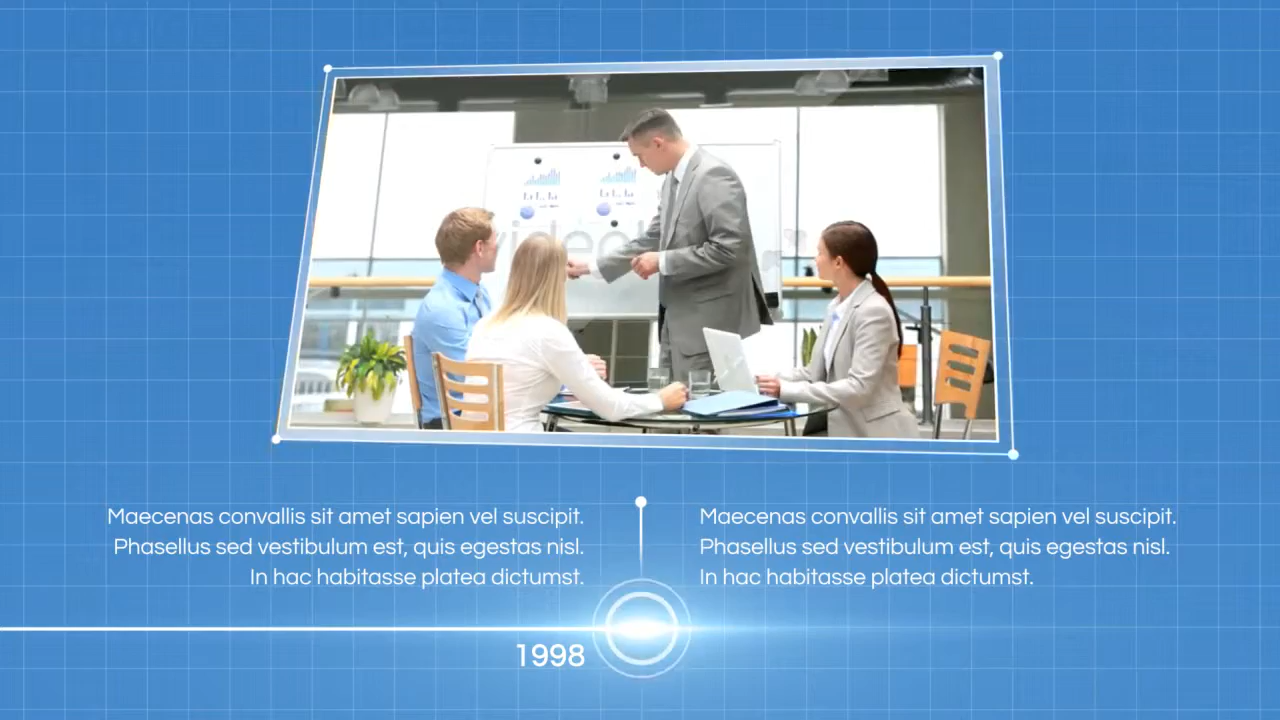 Maecenas convallis sit amet sapien vel suscipit.
Phasellus sed vestibulum est, quis egestas nisl.
In hac habitasse platea dictumst.
Maecenas convallis sit amet sapien vel suscipit.
Phasellus sed vestibulum est, quis egestas nisl.
In hac habitasse platea dictumst.
1998